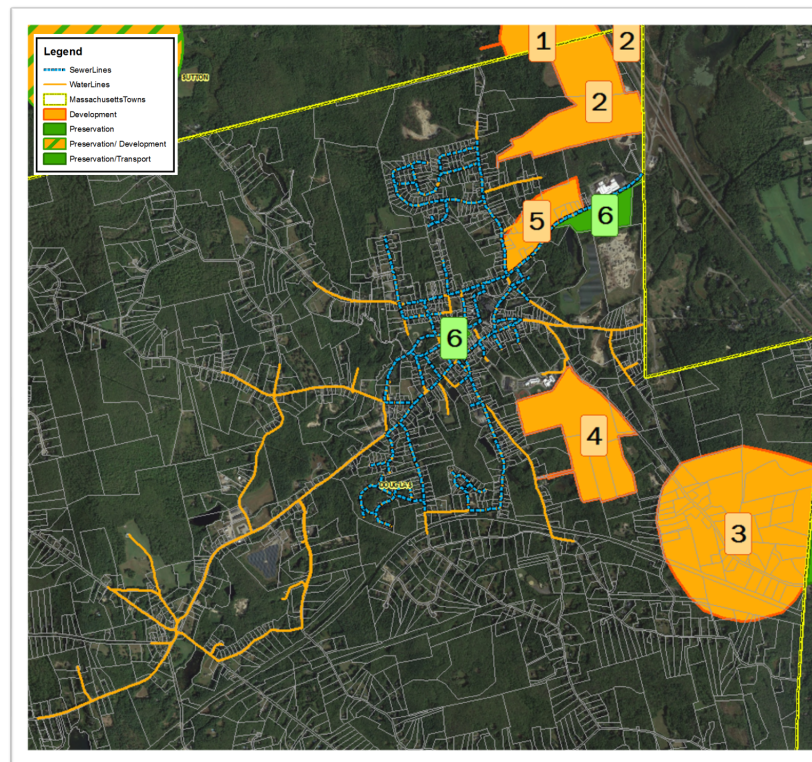 Legend
SewerLines
WaterLines
MassachusettsTowns
Development
Preservation
Preservation/ Development
Preservation/Transport
SUTTON
1
2
2
5
6
6
4
DOUGLAS
3